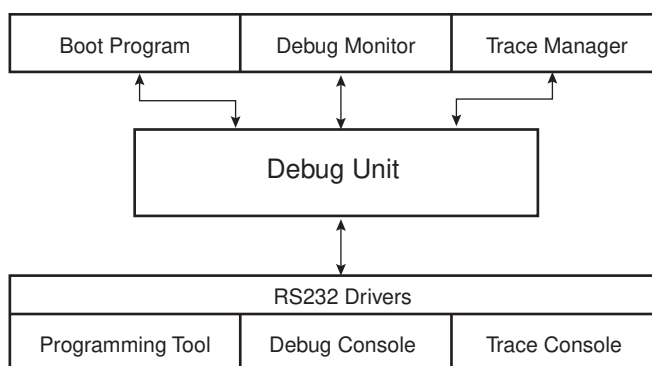 Boot Program Debug Monitor Trace Manager
Debug Unit
RS232 Drivers
Programming Tool Debug Console Trace Console